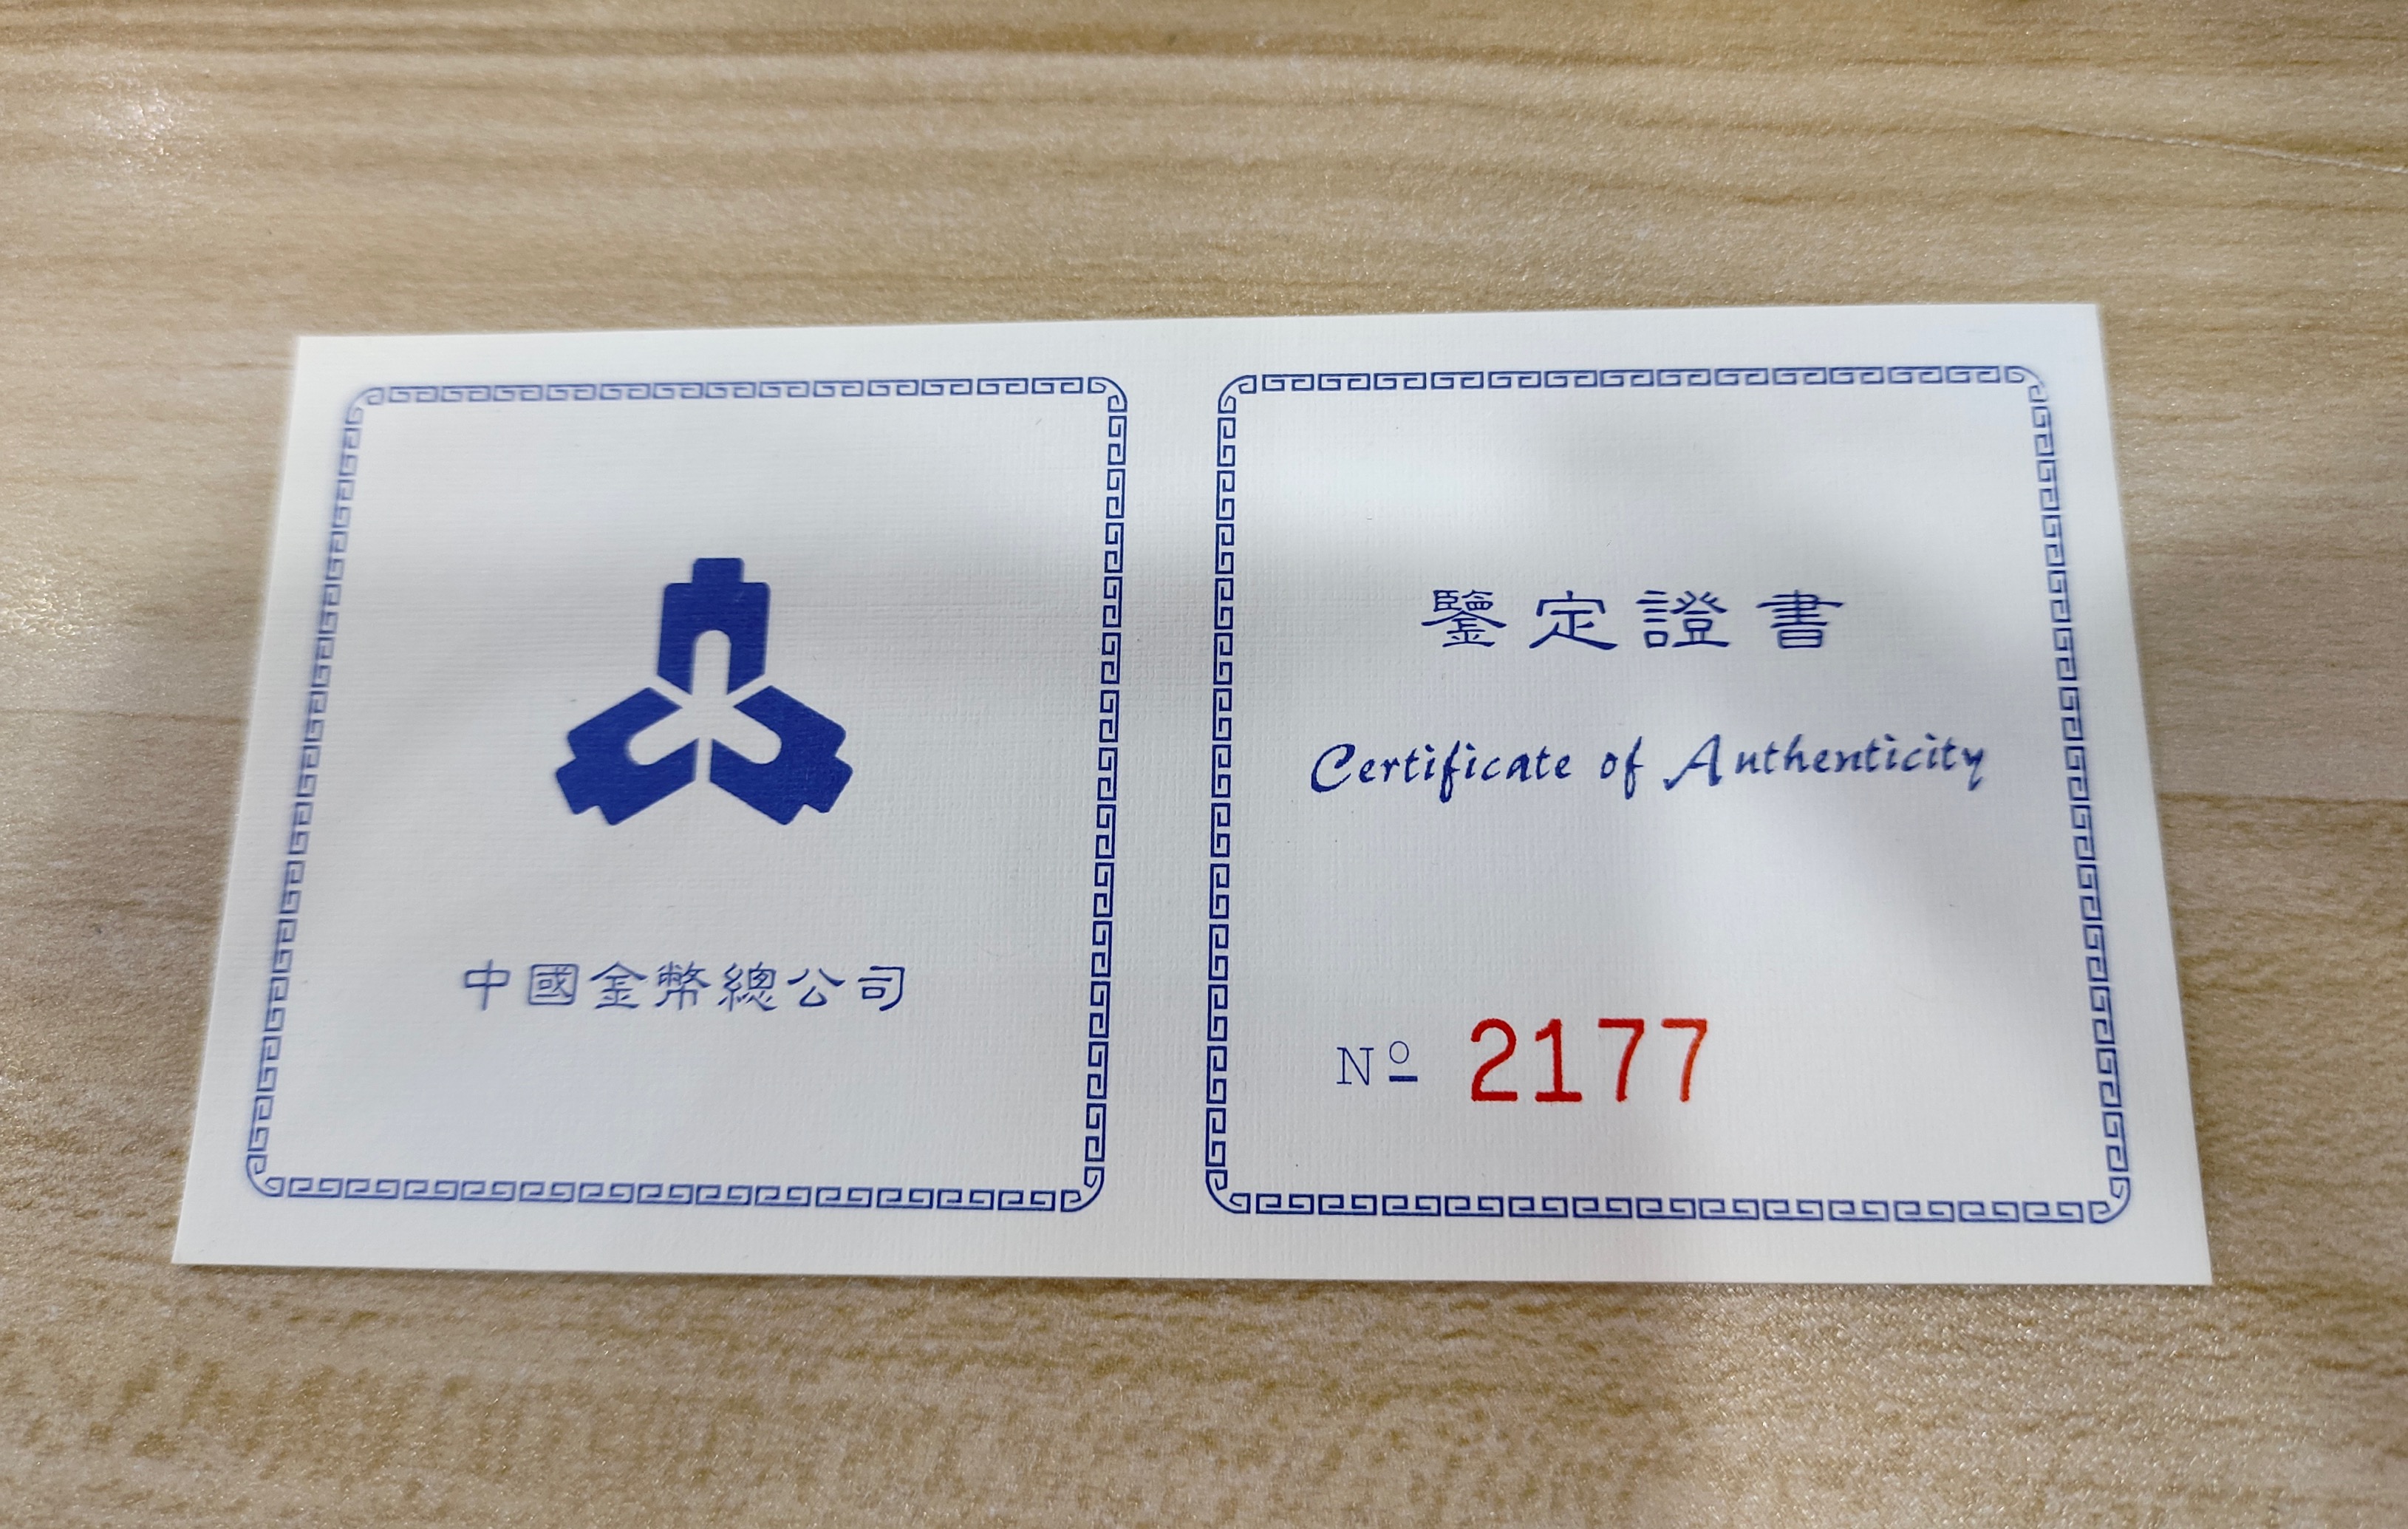 中國金幣總公司
鑒定證書
Certificate of Authenticity
Nº 2177